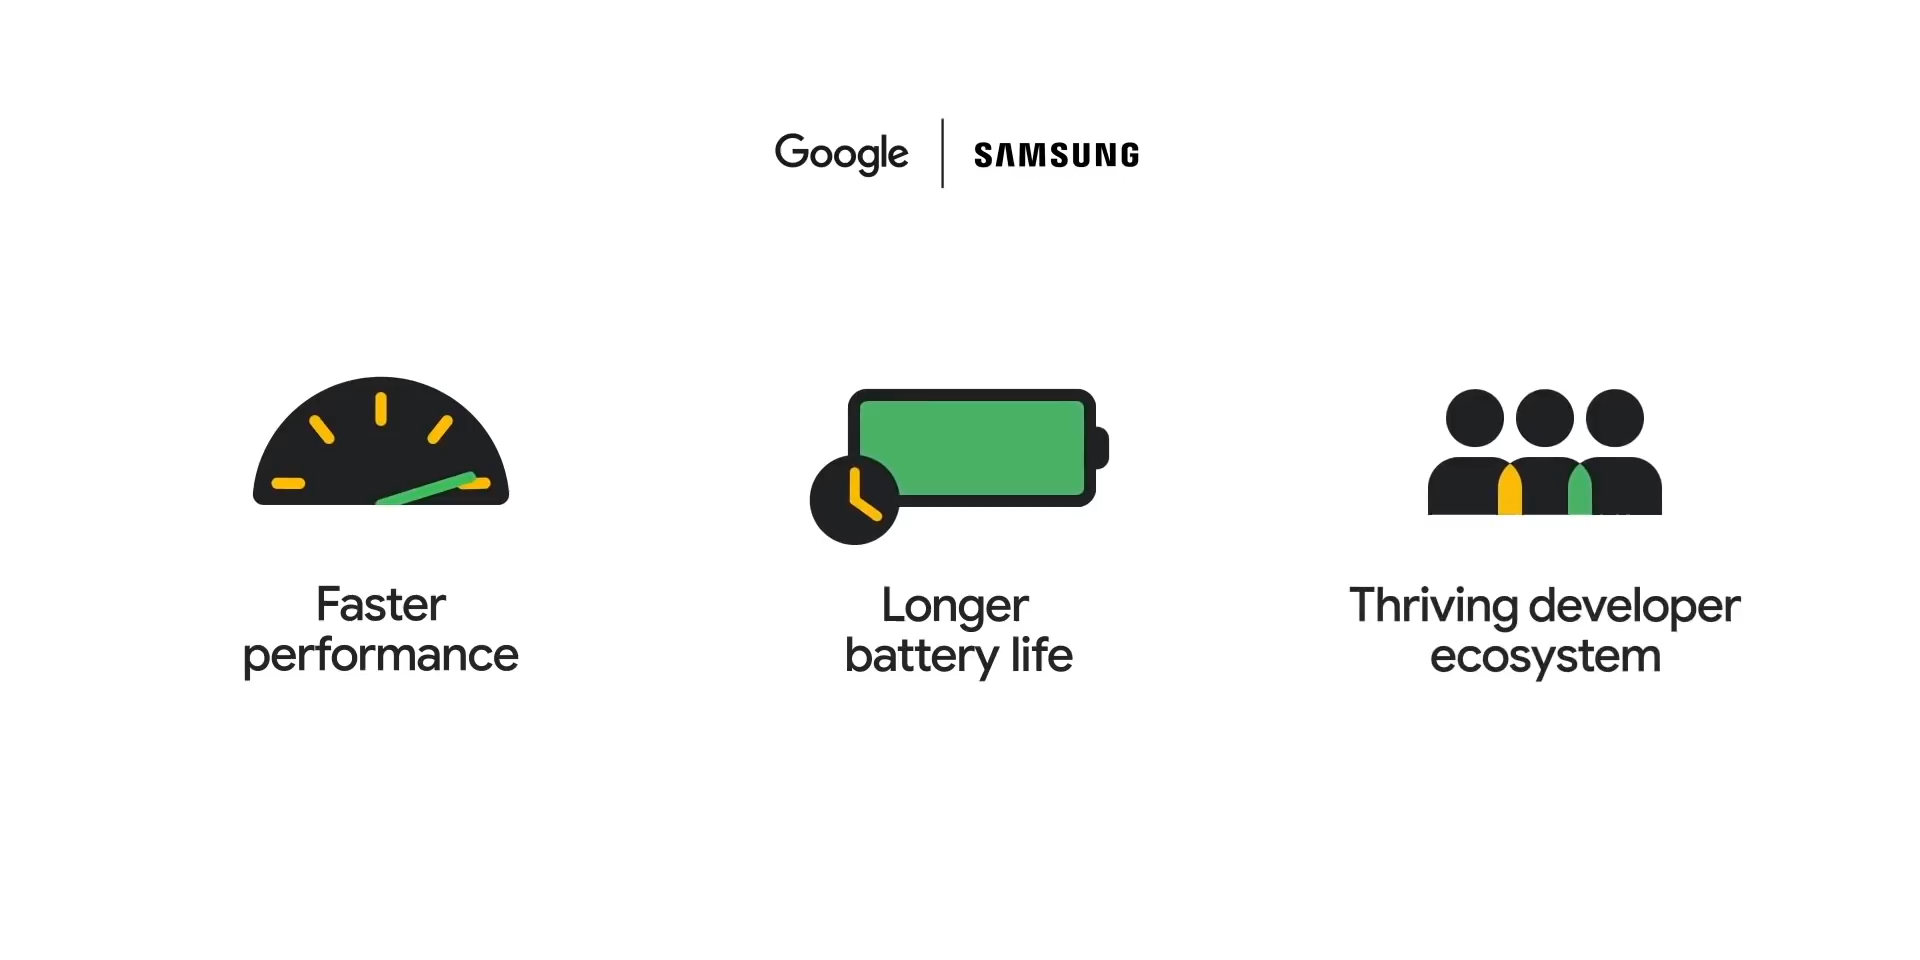 Google | SAMSUNG
Faster
performance
Longer
battery life
Thriving developer
ecosystem